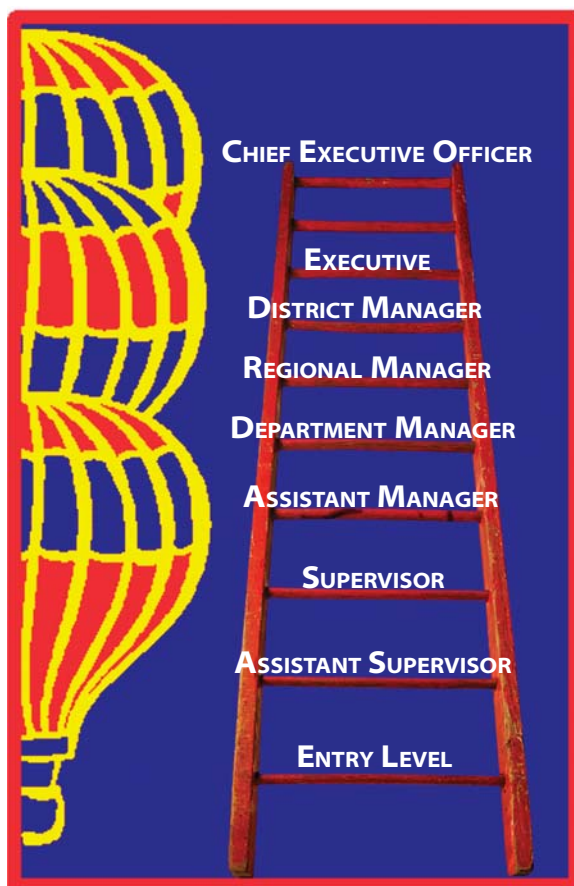 Chief Executive Officer
Executive
District Manager
Regional Manager
Department Manager
Assistant Manager
Supervisor
Assistant Supervisor
Entry Level